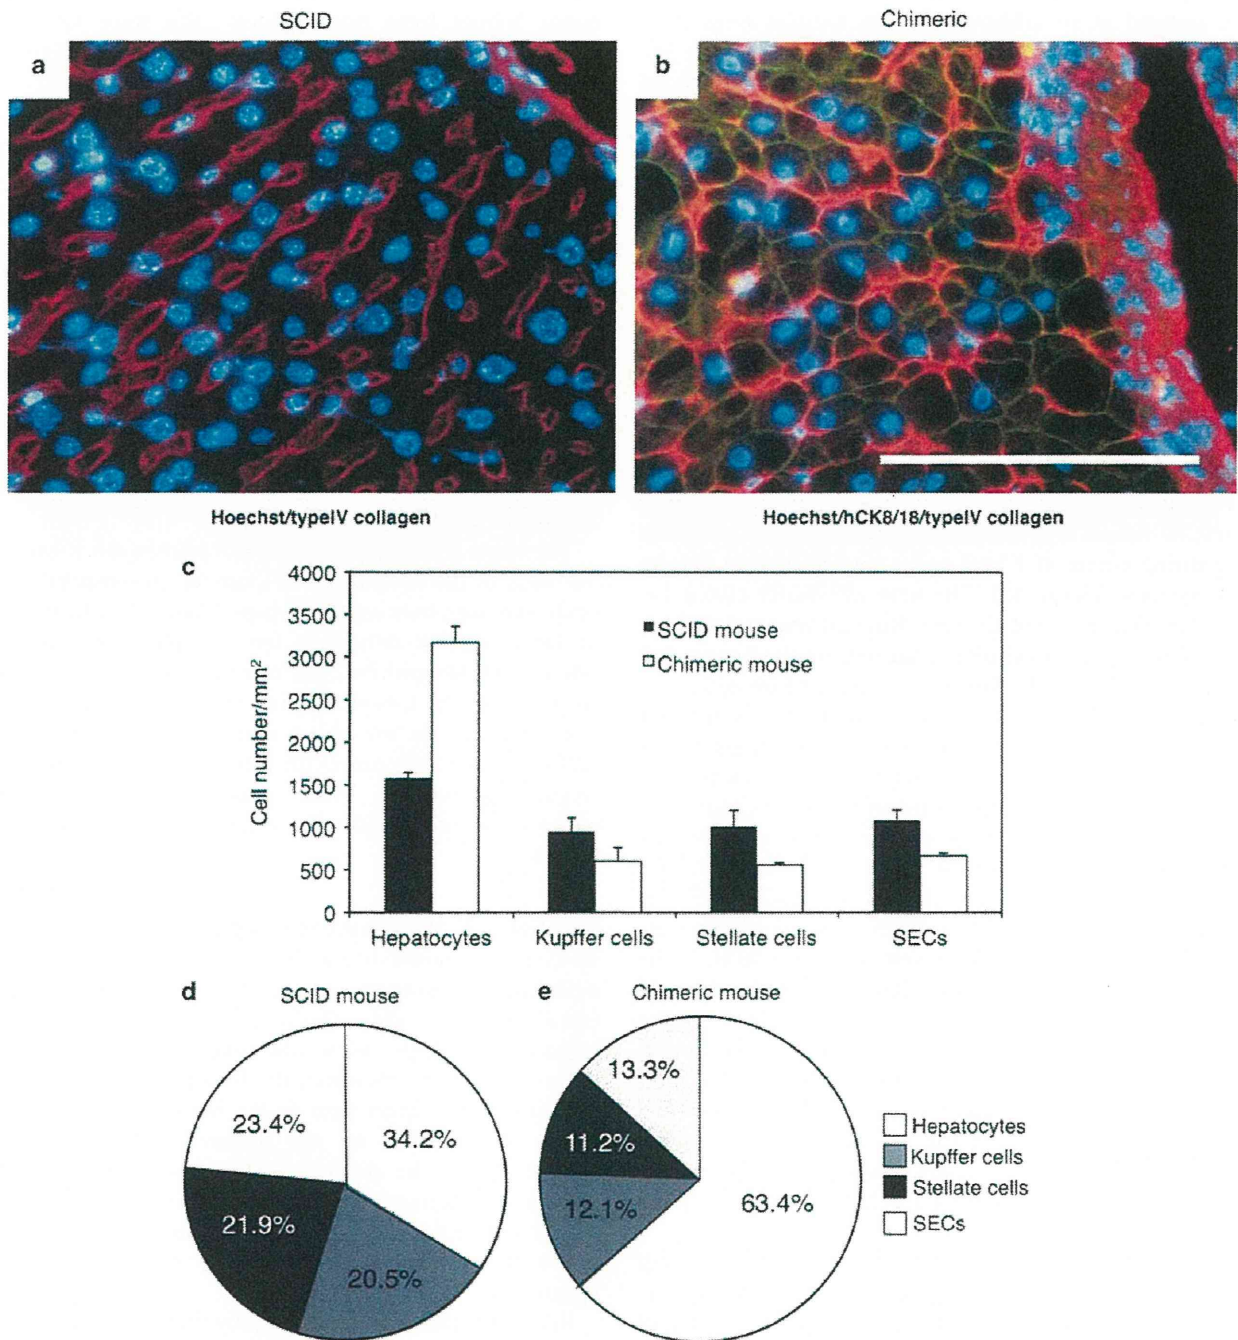 SCID
Chimeric
a
b
Hoechst/typeIV collagen
Hoechst/hCK8/18/typeIV collagen
c
4000
3500
3000
2500
2000
1500
1000
500
0
Cell number/mm²
SCID mouse
Chimeric mouse
Hepatocytes
Kupffer cells
Stellate cells
SECs
d
SCID mouse
e
Chimeric mouse
23.4%
34.2%
21.9%
20.5%
13.3%
11.2%
12.1%
63.4%
Hepatocytes
Kupffer cells
Stellate cells
SECs